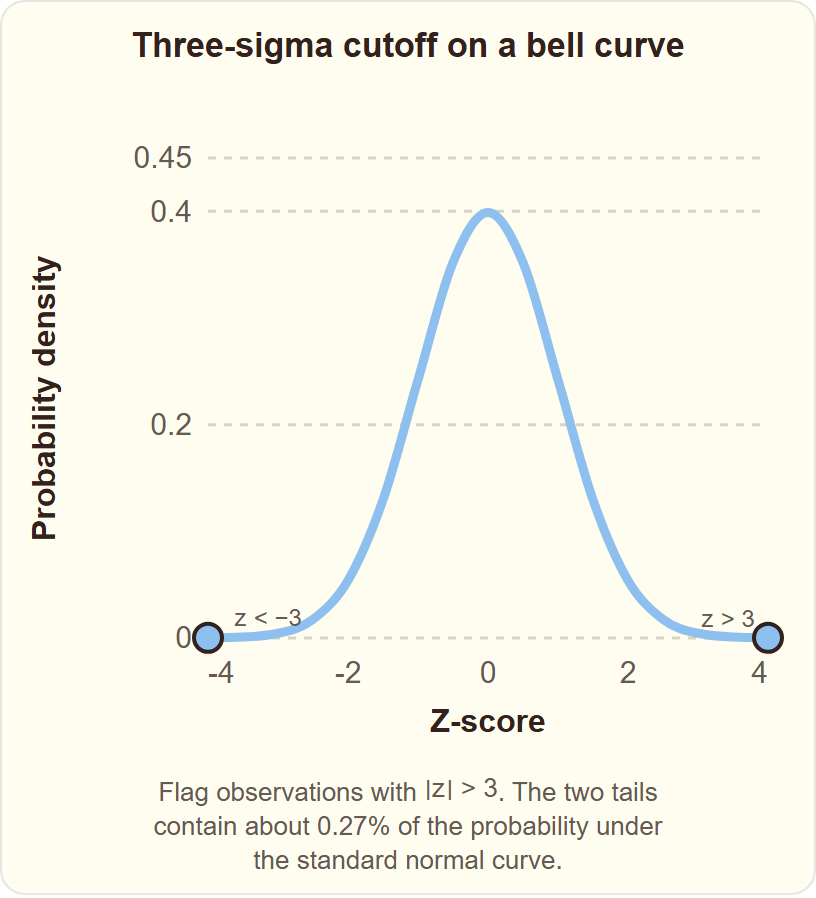 Three-sigma cutoff on a bell curve
0.45
0.4
0.2
0
Probability density
z < −3
z > 3
-4
-2
0
2
4
Z-score
Flag observations with |z| > 3. The two tails
contain about 0.27% of the probability under
the standard normal curve.